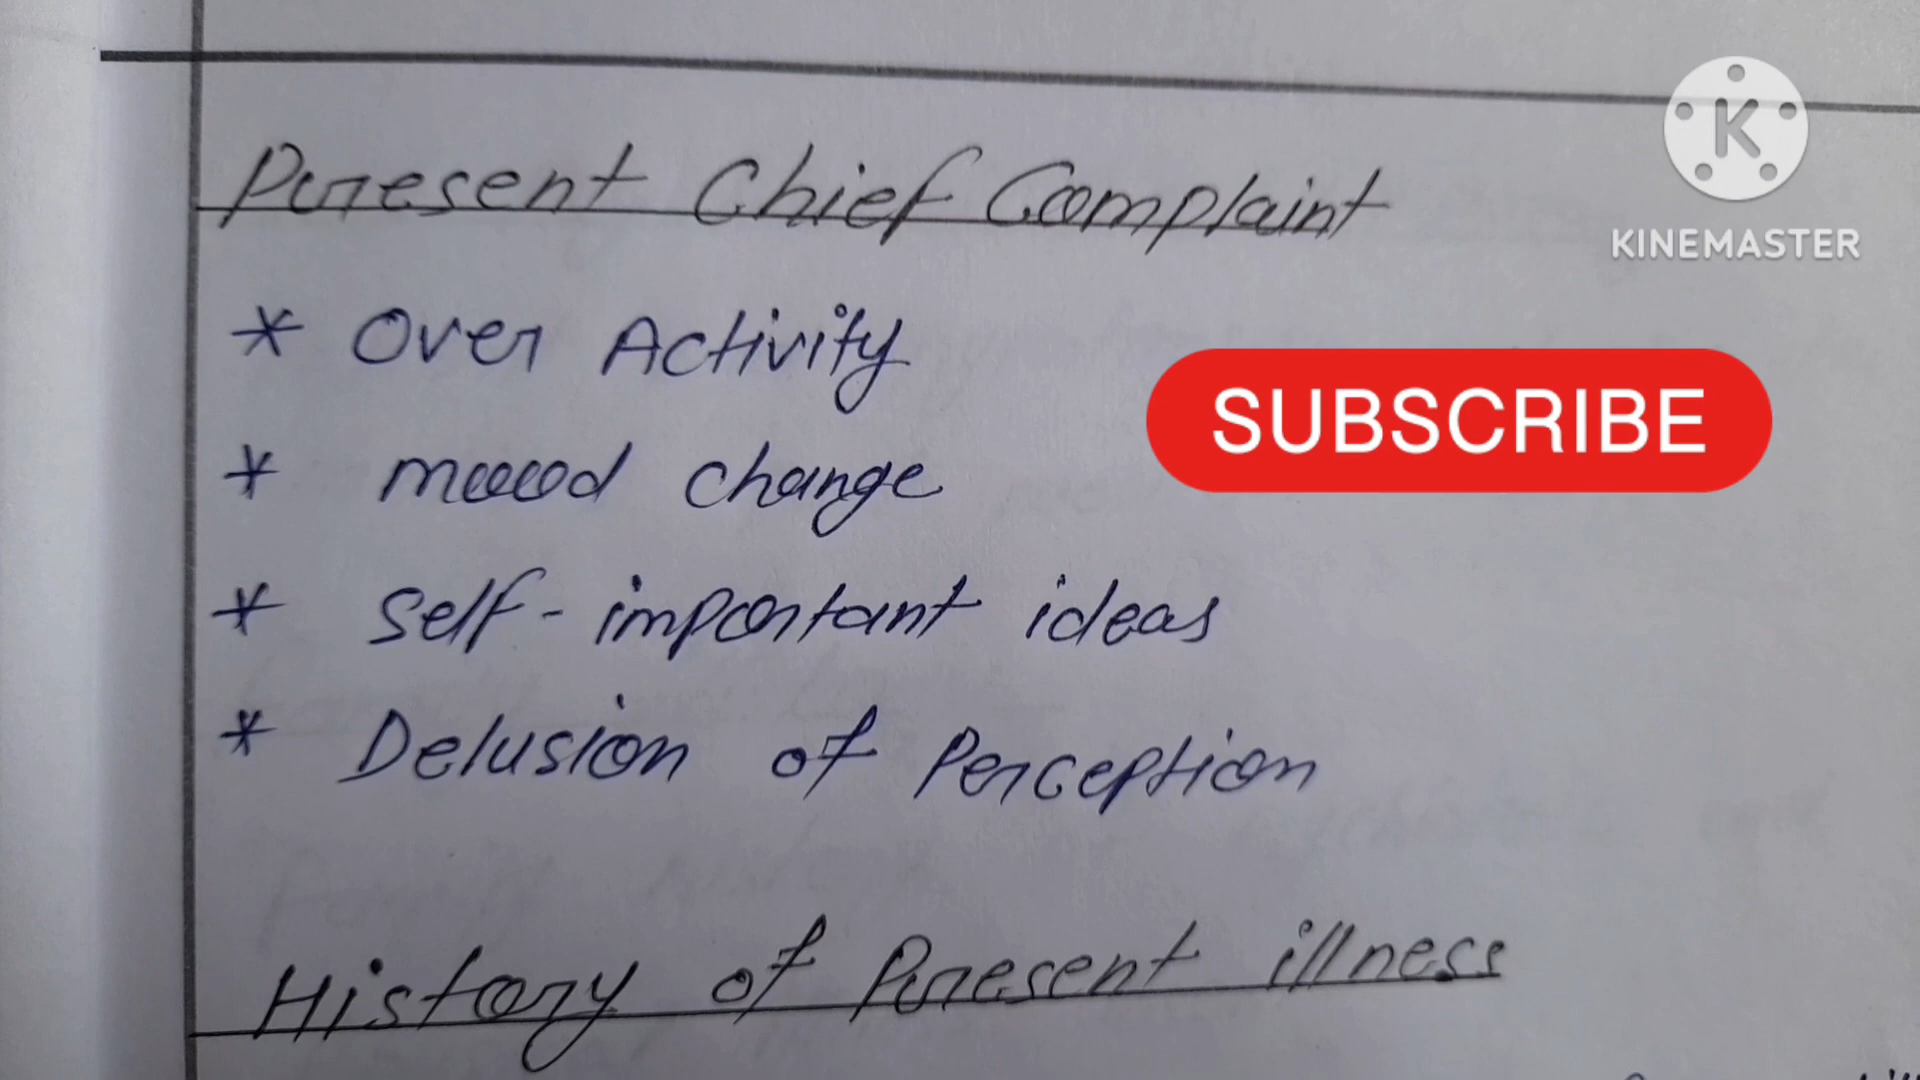 Present Chief Complaint
KINEMASTER
* Over Activity
SUBSCRIBE
* mood change
* self-important ideas
* Delusion of Perception
History of Present illness